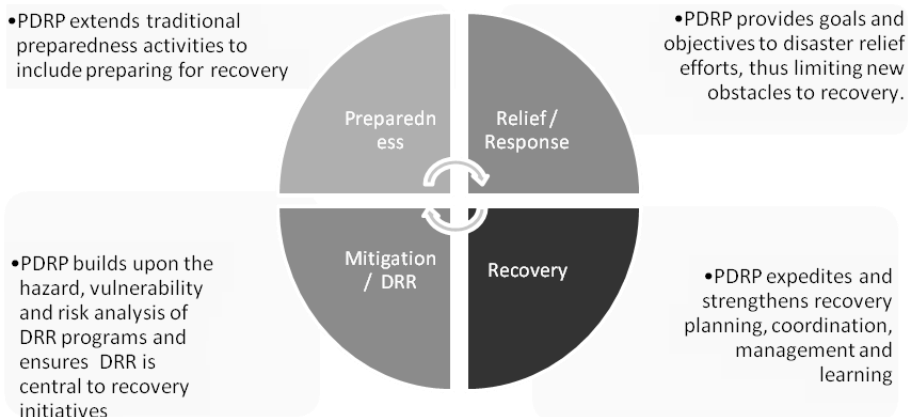 •PDRP extends traditional
preparedness activities to
include preparing for recovery
•PDRP provides goals and
objectives to disaster relief
efforts, thus limiting new
obstacles to recovery.
Preparedn
ess
Relief /
Response
Mitigation
/ DRR
Recovery
•PDRP builds upon the
hazard, vulnerability
and risk analysis of
DRR programs and
ensures DRR is
central to recovery
initiatives
•PDRP expedites and
strengthens recovery
planning, coordination,
management and
learning